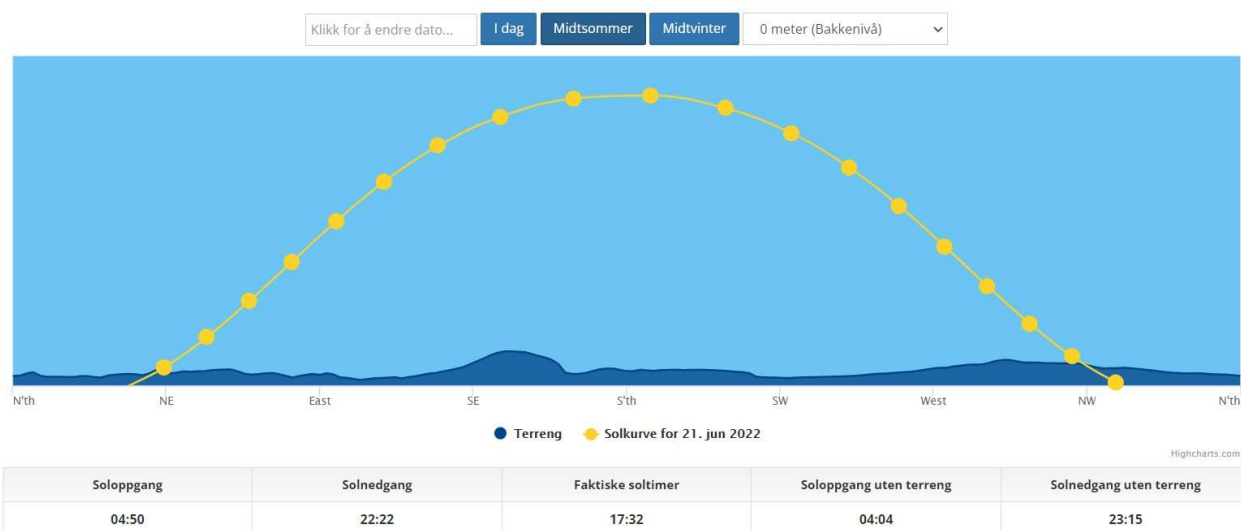 Klikk for å endre dato... I dag Midtsommer Midtvinter 0 meter (Bakkenivå)
N'th NE East SE S'th SW West NW N'th
Terreng Solkurve for 21. jun 2022
Highcharts.com
Soloppgang Solnedgang Faktiske soltimer Soloppgang uten terreng Solnedgang uten terreng
04:50 22:22 17:32 04:04 23:15